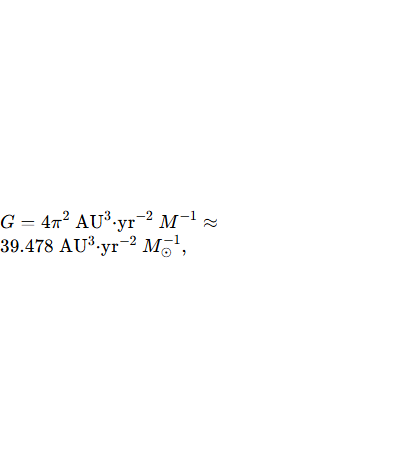 G = 4π² AU³·yr⁻² M⁻¹ ≈
39.478 AU³·yr⁻² M☉⁻¹,